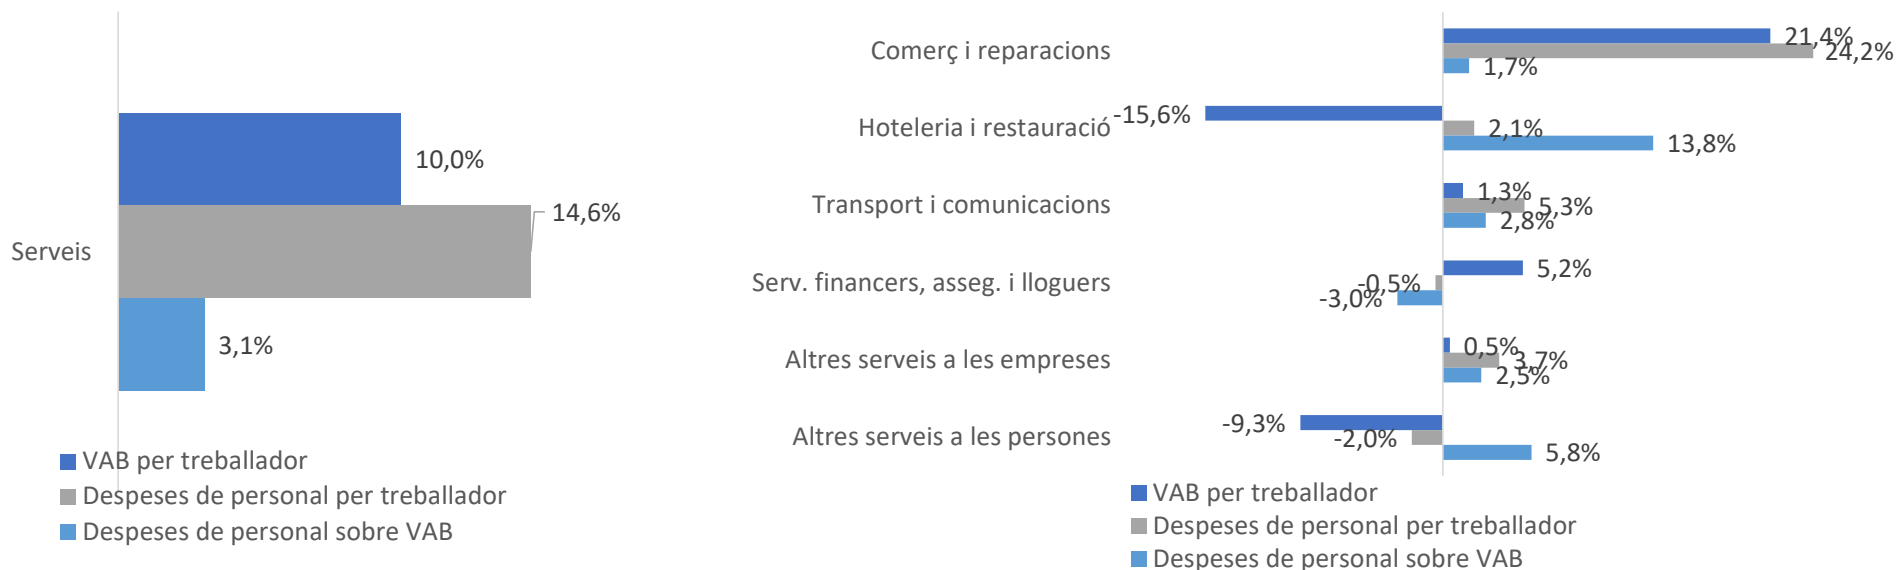 Serveis
10,0%
14,6%
3,1%
VAB per treballador
Despeses de personal per treballador
Despeses de personal sobre VAB
Comerç i reparacions
21,4%
24,2%
1,7%
Hoteleria i restauració
-15,6%
2,1%
13,8%
Transport i comunicacions
1,3%
5,3%
2,8%
Serv. financers, asseg. i lloguers
5,2%
-0,5%
-3,0%
Altres serveis a les empreses
0,5%
3,7%
2,5%
Altres serveis a les persones
-9,3%
-2,0%
5,8%
VAB per treballador
Despeses de personal per treballador
Despeses de personal sobre VAB